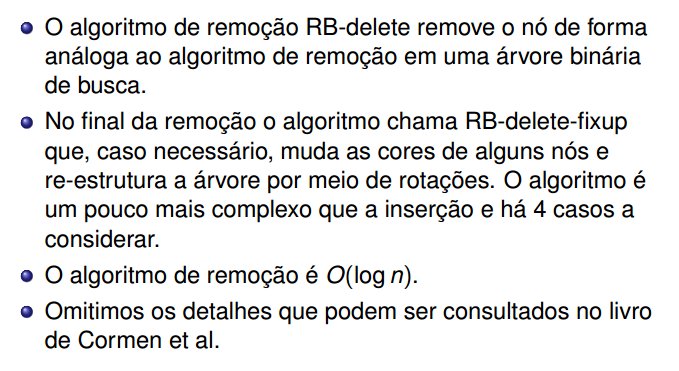 O algoritmo de remoção RB-delete remove o nó de forma
análoga ao algoritmo de remoção em uma árvore binária
de busca.
No final da remoção o algoritmo chama RB-delete-fixup
que, caso necessário, muda as cores de alguns nós e
re-estrutura a árvore por meio de rotações. O algoritmo é
um pouco mais complexo que a inserção e há 4 casos a
considerar.
O algoritmo de remoção é O(log n).
Omitimos os detalhes que podem ser consultados no livro
de Cormen et al.